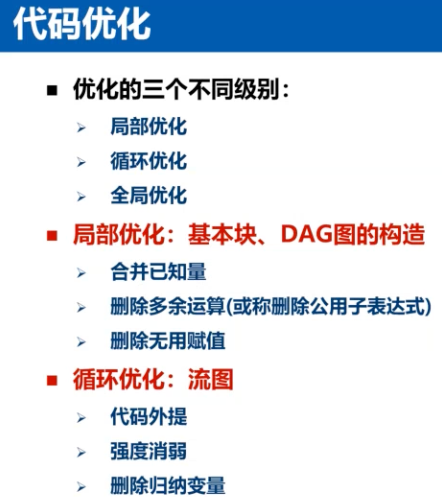 代码优化
优化的三个不同级别：
局部优化
循环优化
全局优化
局部优化：基本块、DAG图的构造
合并已知量
删除多余运算(或称删除公用子表达式)
删除无用赋值
循环优化：流图
代码外提
强度消弱
删除归纳变量